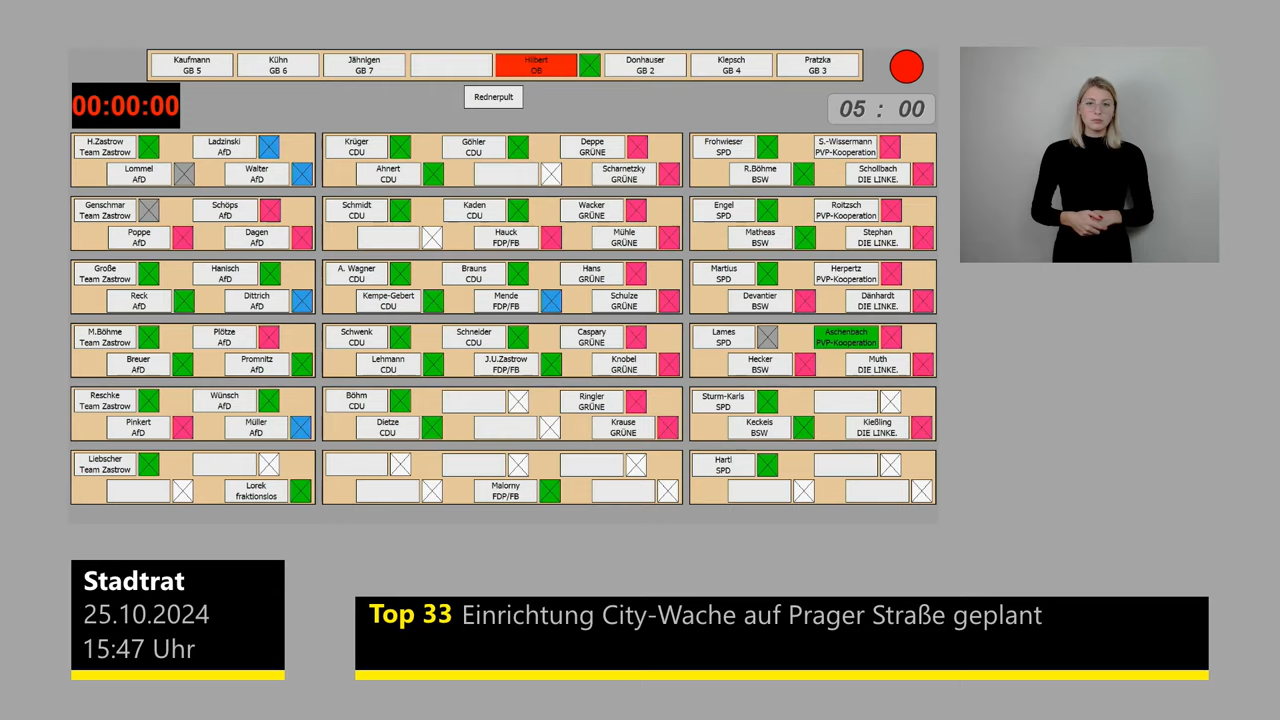 Kaufmann
GB 5
Kühn
GB 6
Jähnigen
GB 7
Hilbert
OB
Donhauser
GB 2
Klepsch
GB 4
Pratzka
GB 3
Rednerpult
00:00:00
05 : 00
H.Zastrow
Team Zastrow
Ladzinski
AfD
Lommel
AfD
Walter
AfD
Krüger
CDU
Göhler
CDU
Deppe
GRÜNE
Ahnert
CDU
Scharnetzky
GRÜNE
Frohwieser
SPD
S.-Wissermann
PVP-Kooperation
R.Böhme
BSW
Schollbach
DIE LINKE.
Genschmar
Team Zastrow
Schöps
AfD
Poppe
AfD
Dagen
AfD
Schmidt
CDU
Kaden
CDU
Wacker
GRÜNE
Hauck
FDP/FB
Mühle
GRÜNE
Engel
SPD
Roitzsch
PVP-Kooperation
Matheas
BSW
Stephan
DIE LINKE.
Große
Team Zastrow
Hanisch
AfD
Reck
AfD
Dittrich
AfD
A. Wagner
CDU
Brauns
CDU
Hans
GRÜNE
Kempe-Gebert
CDU
Mende
FDP/FB
Schulze
GRÜNE
Martius
SPD
Herpertz
PVP-Kooperation
Devantier
BSW
Dänhardt
DIE LINKE.
M.Böhme
Team Zastrow
Plötze
AfD
Breuer
AfD
Promnitz
AfD
Schwenk
CDU
Schneider
CDU
Caspary
GRÜNE
Lehmann
CDU
J.U.Zastrow
FDP/FB
Knobel
GRÜNE
Lames
SPD
Aschenbach
PVP-Kooperation
Hecker
BSW
Muth
DIE LINKE.
Reschke
Team Zastrow
Wünsch
AfD
Pinkert
AfD
Müller
AfD
Böhm
CDU
Ringler
GRÜNE
Dietze
CDU
Krause
GRÜNE
Sturm-Karls
SPD
Keckeis
BSW
Kießling
DIE LINKE.
Liebscher
Team Zastrow
Lorek
fraktionslos
Malorny
FDP/FB
Hartl
SPD
Stadtrat
25.10.2024
15:47 Uhr
Top 33 Einrichtung City-Wache auf Prager Straße geplant